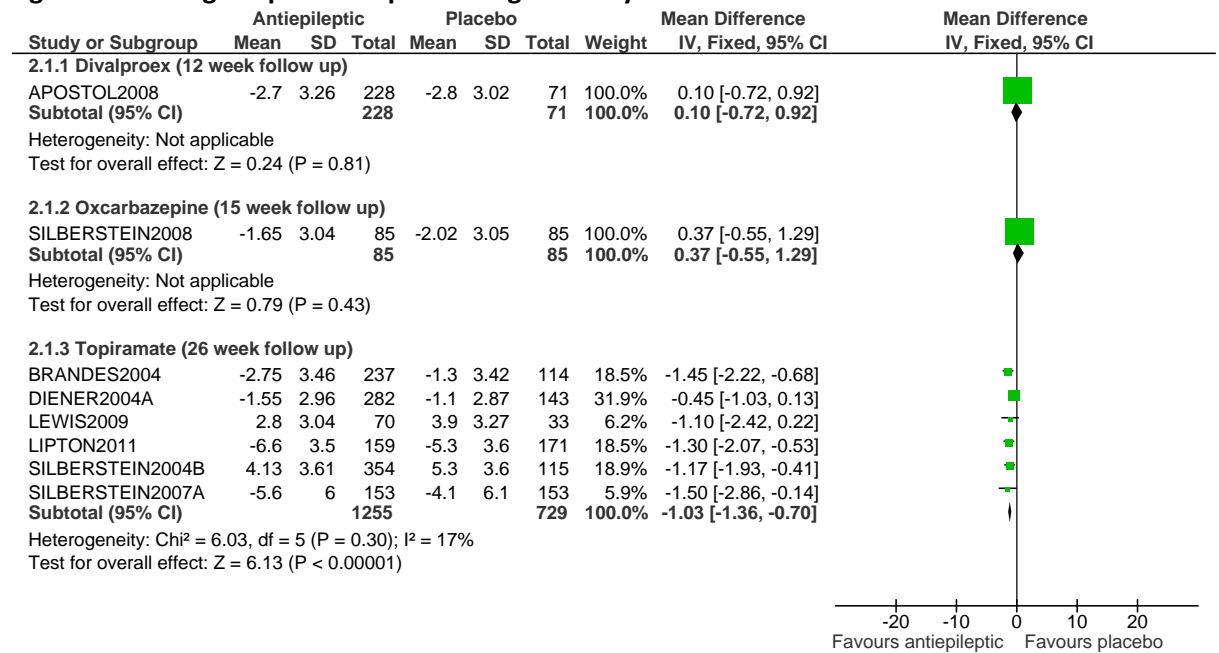 Antiepileptic Placebo Mean Difference Mean Difference
Study or Subgroup Mean SD Total Mean SD Total Weight IV, Fixed, 95% CI IV, Fixed, 95% CI
2.1.1 Divalproex (12 week follow up)
APOSTOL2008 -2.7 3.26 228 -2.8 3.02 71 100.0% 0.10 [-0.72, 0.92]
Subtotal (95% CI) 228 71 100.0% 0.10 [-0.72, 0.92]
Heterogeneity: Not applicable
Test for overall effect: Z = 0.24 (P = 0.81)
2.1.2 Oxcarbazepine (15 week follow up)
SILBERSTEIN2008 -1.65 3.04 85 -2.02 3.05 85 100.0% 0.37 [-0.55, 1.29]
Subtotal (95% CI) 85 85 100.0% 0.37 [-0.55, 1.29]
Heterogeneity: Not applicable
Test for overall effect: Z = 0.79 (P = 0.43)
2.1.3 Topiramate (26 week follow up)
BRANDES2004 -2.75 3.46 237 -1.3 3.42 114 18.5% -1.45 [-2.22, -0.68]
DIENER2004A -1.55 2.96 282 -1.1 2.87 143 31.9% -0.45 [-1.03, 0.13]
LEWIS2009 2.8 3.04 70 3.9 3.27 33 6.2% -1.10 [-2.42, 0.22]
LIPTON2011 -6.6 3.5 159 -5.3 3.6 171 18.5% -1.30 [-2.07, -0.53]
SILBERSTEIN2004B 4.13 3.61 354 5.3 3.6 115 18.9% -1.17 [-1.93, -0.41]
SILBERSTEIN2007A -5.6 6 153 -4.1 6.1 153 5.9% -1.50 [-2.86, -0.14]
Subtotal (95% CI) 1255 729 100.0% -1.03 [-1.36, -0.70]
Heterogeneity: Chi² = 6.03, df = 5 (P = 0.30); I² = 17%
Test for overall effect: Z = 6.13 (P < 0.00001)
-20 -10 0 10 20
Favours antiepileptic Favours placebo